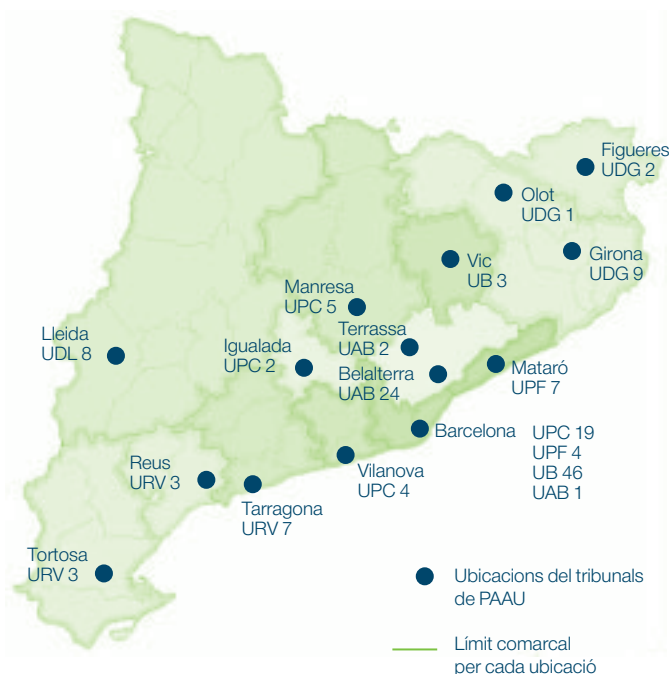 Figueres
UDG 2
Olot
UDG 1
Girona
UDG 9
Vic
UB 3
Manresa
UPC 5
Terrassa
UAB 2
Igualada
UPC 2
Belalterra
UAB 24
Lleida
UDL 8
Mataró
UPF 7
Barcelona
UPC 19
UPF 4
UB 46
UAB 1
Reus
URV 3
Vilanova
UPC 4
Tarragona
URV 7
Tortosa
URV 3
Ubicacions del tribunals
de PAAU
Límit comarcal
per cada ubicació